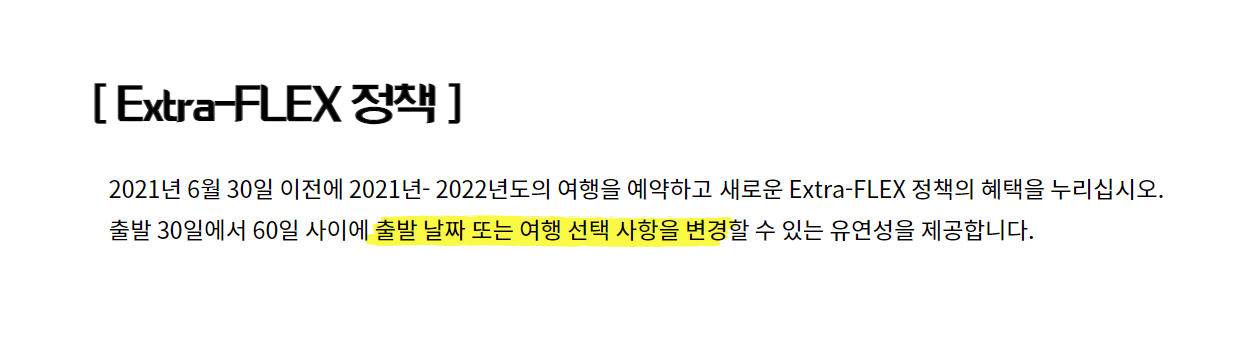 [ Extra-FLEX 정책 ]
2021년 6월 30일 이전에 2021년- 2022년도의 여행을 예약하고 새로운 Extra-FLEX 정책의 혜택을 누리십시오.
출발 30일에서 60일 사이에 출발 날짜 또는 여행 선택 사항을 변경할 수 있는 유연성을 제공합니다.